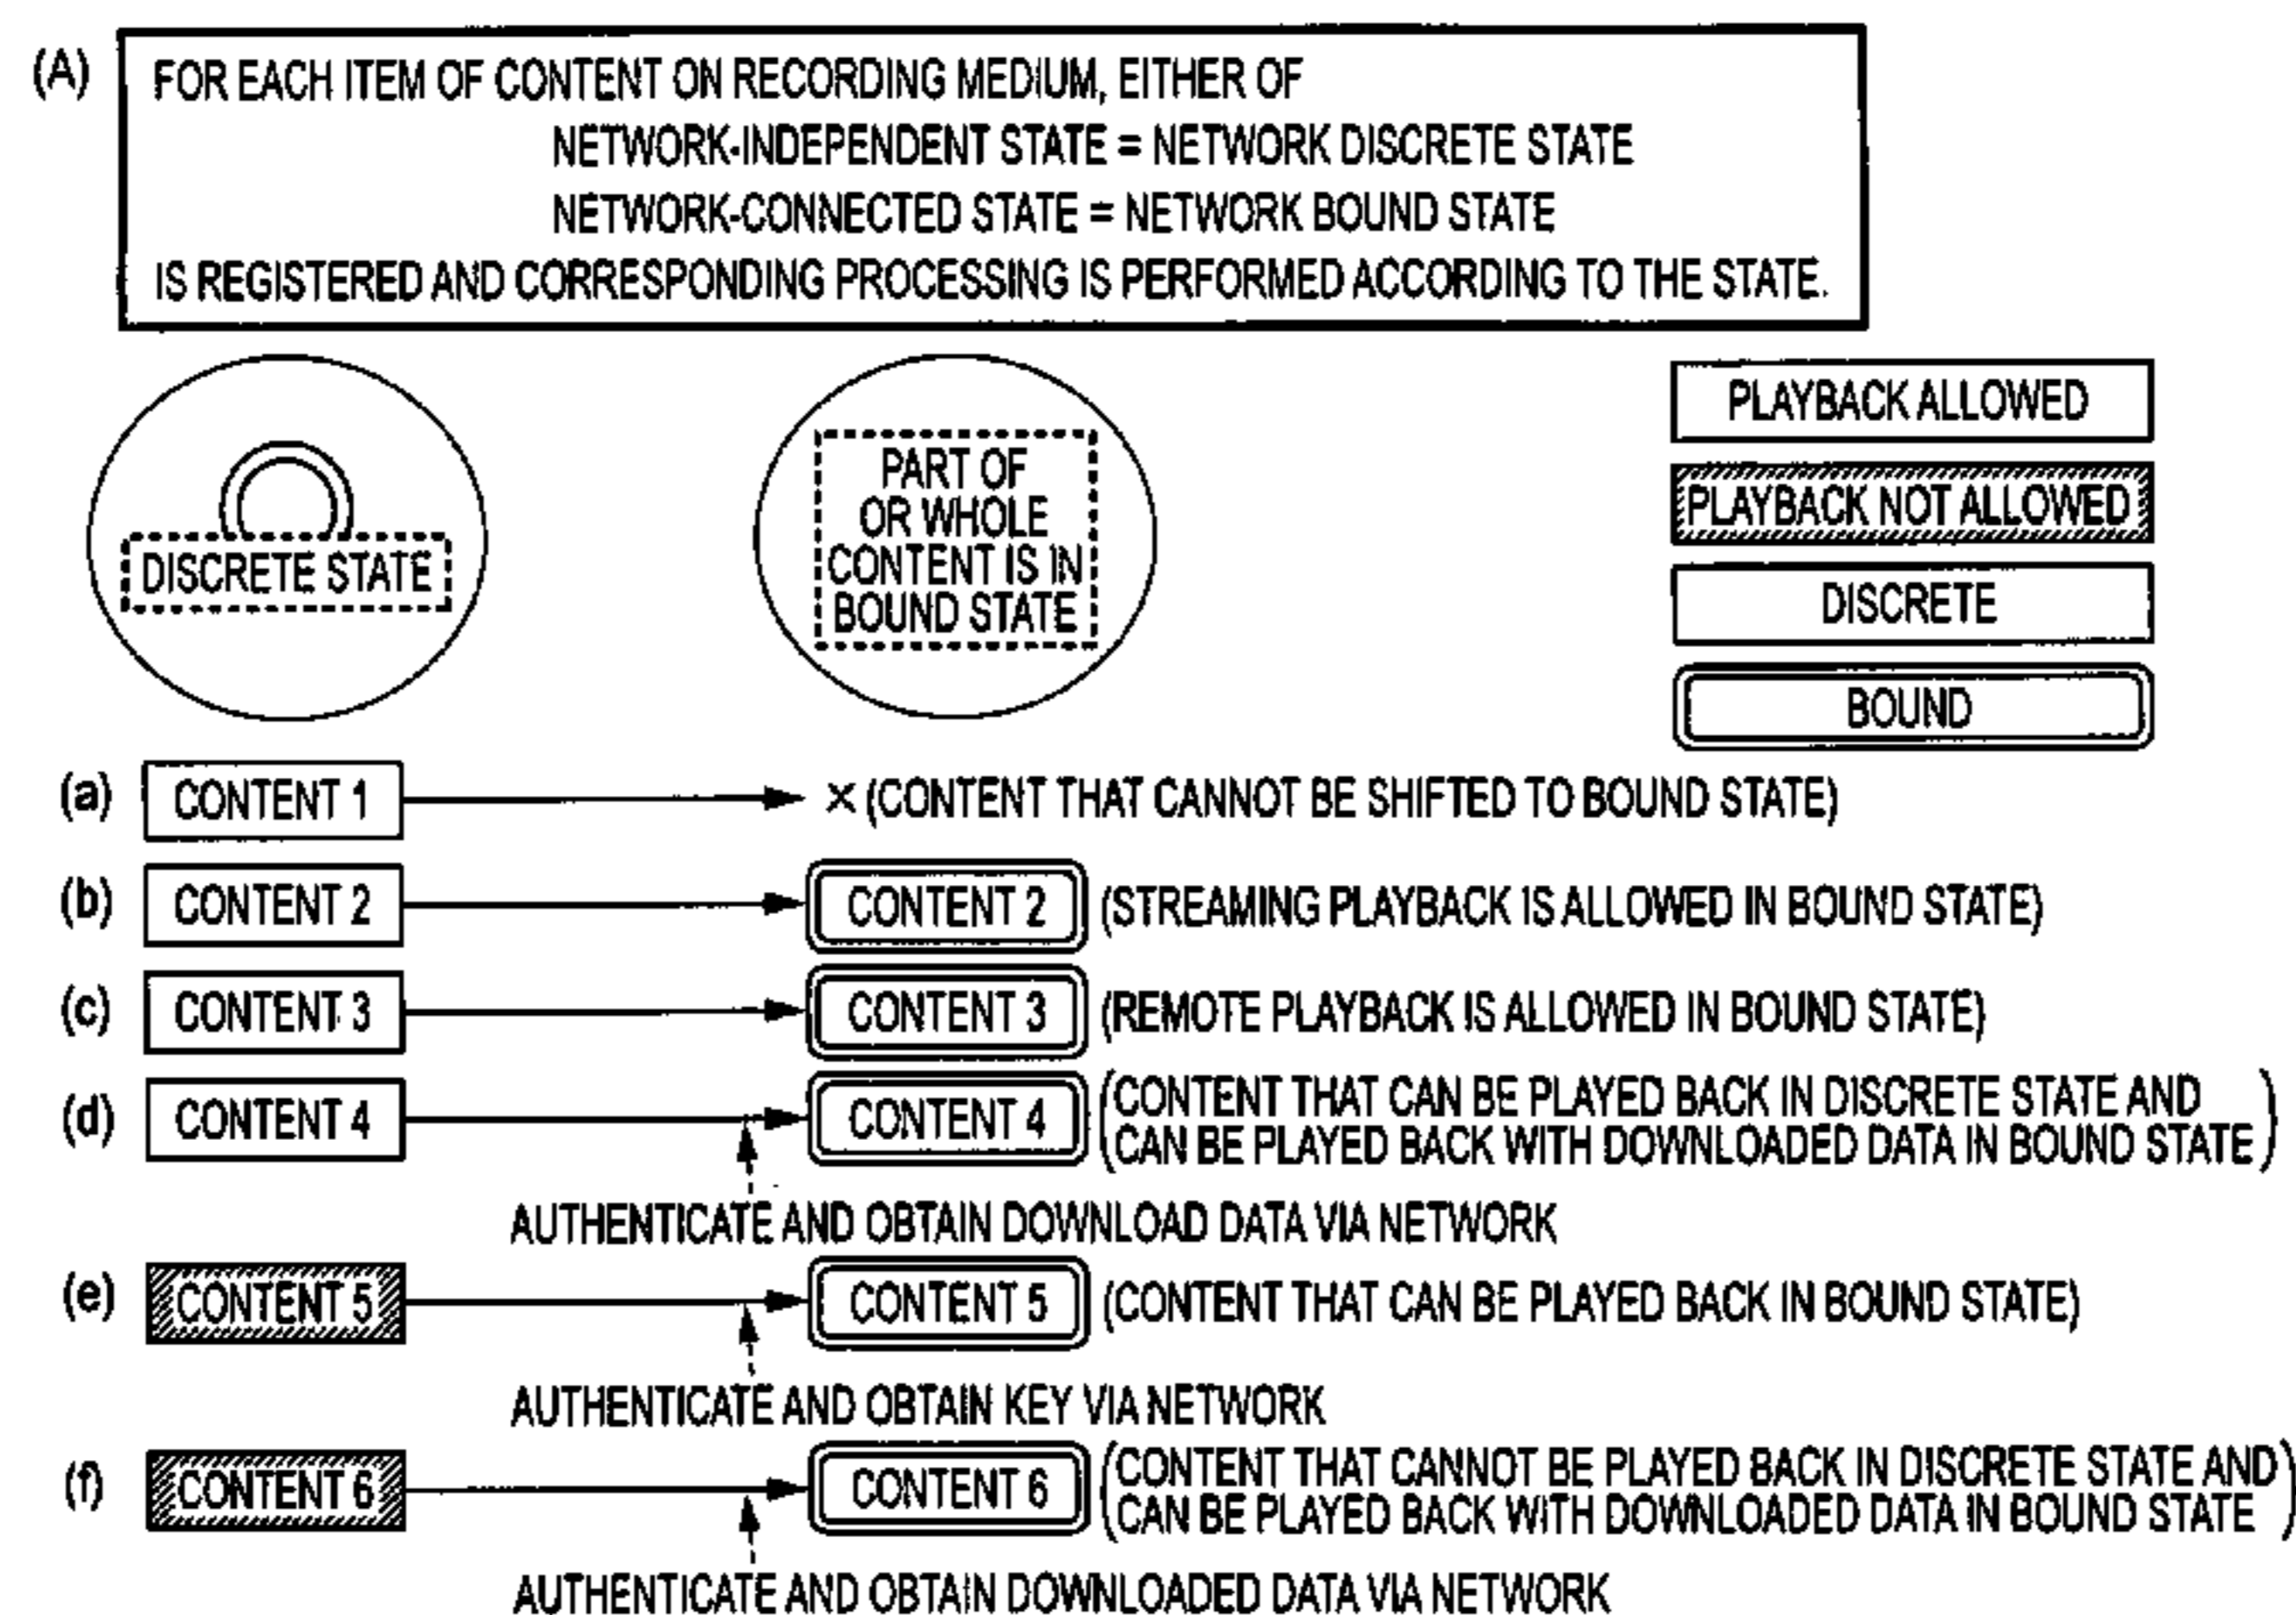 (A)
FOR EACH ITEM OF CONTENT ON RECORDING MEDIUM, EITHER OF
NETWORK-INDEPENDENT STATE = NETWORK DISCRETE STATE
NETWORK-CONNECTED STATE = NETWORK BOUND STATE
IS REGISTERED AND CORRESPONDING PROCESSING IS PERFORMED ACCORDING TO THE STATE.
DISCRETE STATE
PART OF
OR WHOLE
CONTENT IS IN
BOUND STATE
PLAYBACK ALLOWED
PLAYBACK NOT ALLOWED
DISCRETE
BOUND
(a) CONTENT 1 × (CONTENT THAT CANNOT BE SHIFTED TO BOUND STATE)
(b) CONTENT 2 CONTENT 2 (STREAMING PLAYBACK IS ALLOWED IN BOUND STATE)
(c) CONTENT 3 CONTENT 3 (REMOTE PLAYBACK IS ALLOWED IN BOUND STATE)
(d) CONTENT 4 CONTENT 4 (CONTENT THAT CAN BE PLAYED BACK IN DISCRETE STATE AND
CAN BE PLAYED BACK WITH DOWNLOADED DATA IN BOUND STATE)
AUTHENTICATE AND OBTAIN DOWNLOAD DATA VIA NETWORK
(e) CONTENT 5 CONTENT 5 (CONTENT THAT CAN BE PLAYED BACK IN BOUND STATE)
AUTHENTICATE AND OBTAIN KEY VIA NETWORK
(f) CONTENT 6 CONTENT 6 (CONTENT THAT CANNOT BE PLAYED BACK IN DISCRETE STATE AND
CAN BE PLAYED BACK WITH DOWNLOADED DATA IN BOUND STATE)
AUTHENTICATE AND OBTAIN DOWNLOADED DATA VIA NETWORK